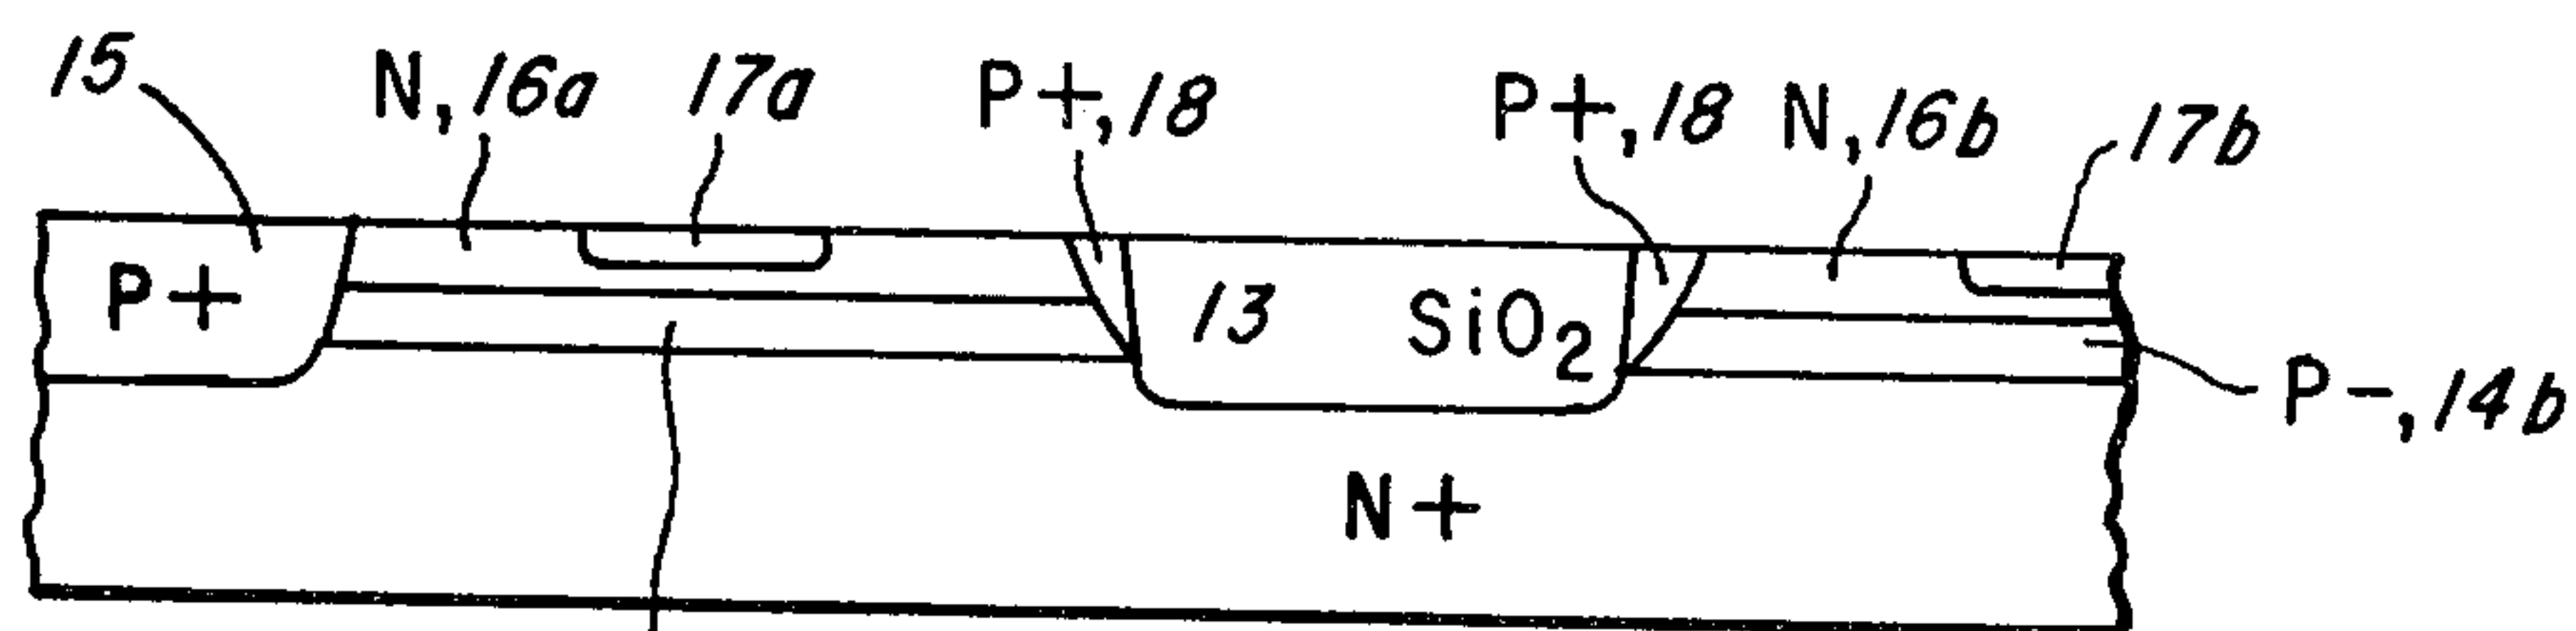 15
N, 16a
17a
P+, 18
P+, 18
N, 16b
17b
P+
13
SiO₂
P-, 14b
N+